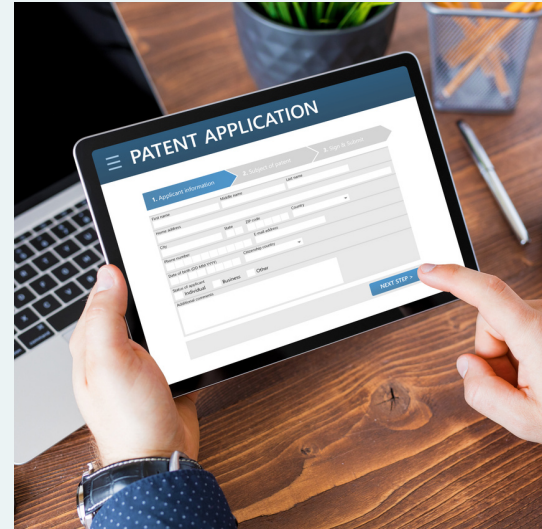 PATENT APPLICATION
1. Applicant information
2. Subject of patent
3. Sign & Submit
First name
Middle name
Last name
Home address
City
State
ZIP code
Country
Phone number
E-mail address
Date of birth (DD MM YYYY)
Citizenship country
Status of applicant
Individual
Business
Other
Additional comments
NEXT STEP >